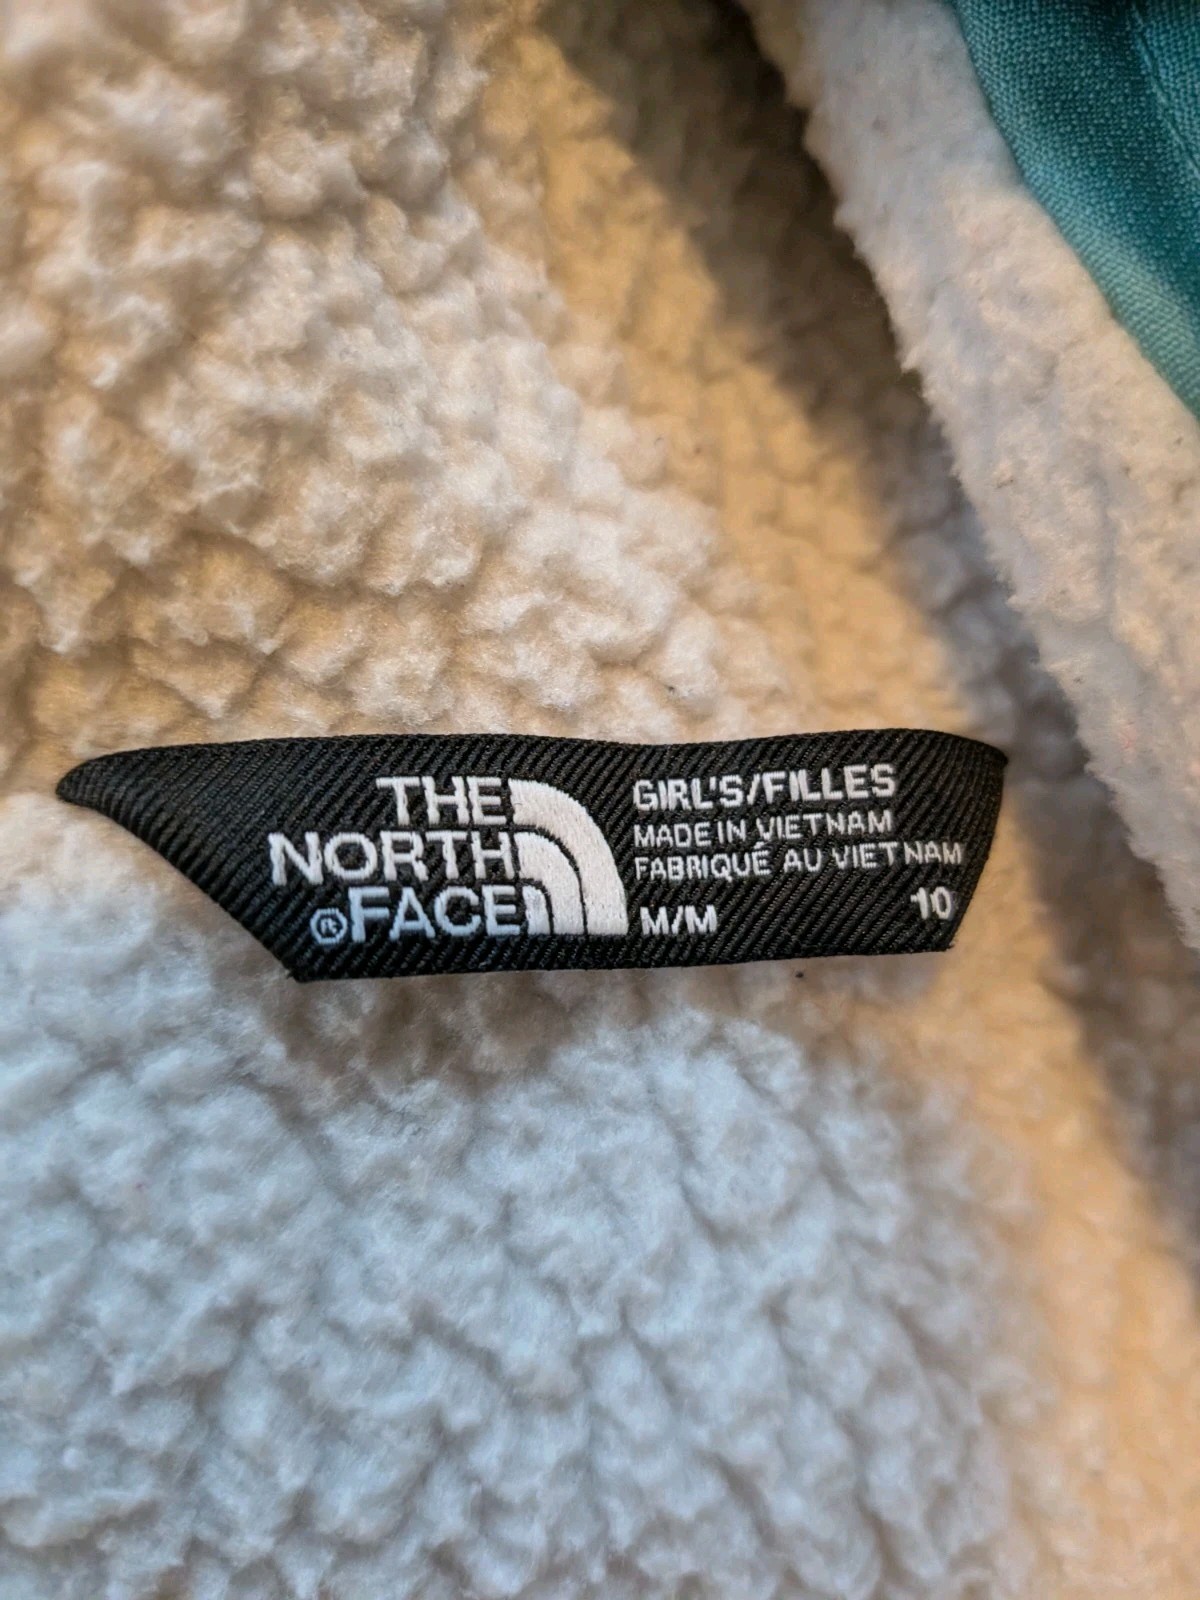 THE
NORTH
®FACE
GIRL'S/FILLES
MADE IN VIETNAM
FABRIQUÉ AU VIETNAM
M/M 10